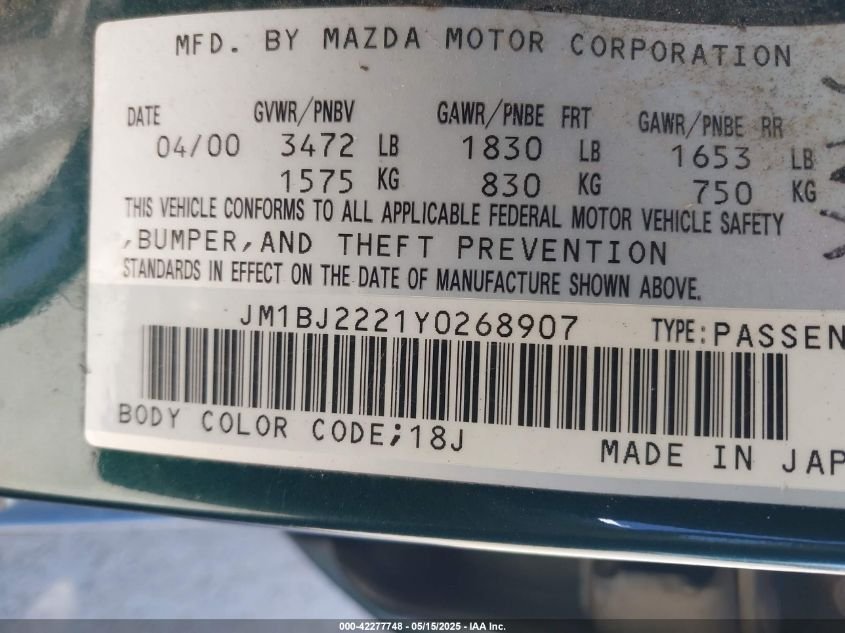 MFD. BY MAZDA MOTOR CORPORATION
DATE GVWR/PNBV GAWR/PNBE FRT GAWR/PNBE RR
04/00 3472 LB 1830 LB 1653 LB
1575 KG 830 KG 750 KG
THIS VEHICLE CONFORMS TO ALL APPLICABLE FEDERAL MOTOR VEHICLE SAFETY
,BUMPER,AND THEFT PREVENTION
STANDARDS IN EFFECT ON THE DATE OF MANUFACTURE SHOWN ABOVE.
JM1BJ2221Y0268907 TYPE:PASSEN
BODY COLOR CODE;18J
MADE IN JAP
000-42277748 - 05/15/2025 - IAA Inc.